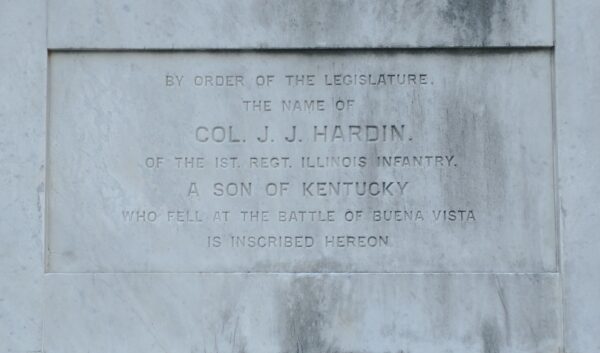 BY ORDER OF THE LEGISLATURE.
THE NAME OF
COL. J. J. HARDIN.
OF THE 1ST. REGT. ILLINOIS INFANTRY.
A SON OF KENTUCKY
WHO FELL AT THE BATTLE OF BUENA VISTA
IS INSCRIBED HEREON